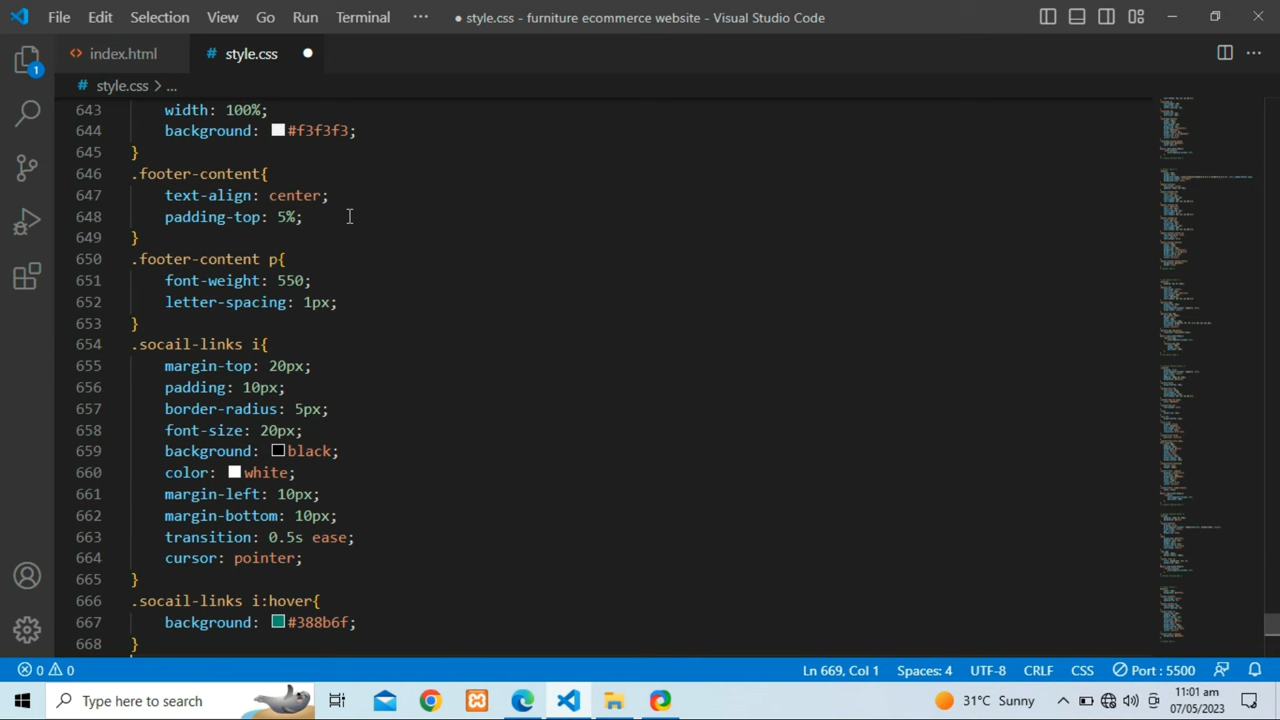 File Edit Selection View Go Run Terminal ··· ● style.css - furniture ecommerce website - Visual Studio Code
<> index.html # style.css ●
# style.css > ...
643 width: 100%;
644 background: #f3f3f3;
645 }
646 .footer-content{
647 text-align: center;
648 padding-top: 5%;
649 }
650 .footer-content p{
651 font-weight: 550;
652 letter-spacing: 1px;
653 }
654 .socail-links i{
655 margin-top: 20px;
656 padding: 10px;
657 border-radius: 5px;
658 font-size: 20px;
659 background: black;
660 color: white;
661 margin-left: 10px;
662 margin-bottom: 10px;
663 transition: 0.5s ease;
664 cursor: pointer;
665 }
666 .socail-links i:hover{
667 background: #388b6f;
668 }
1
0 0 Ln 669, Col 1 Spaces: 4 UTF-8 CRLF CSS Port : 5500
Type here to search 31°C Sunny 11:01 am
07/05/2023